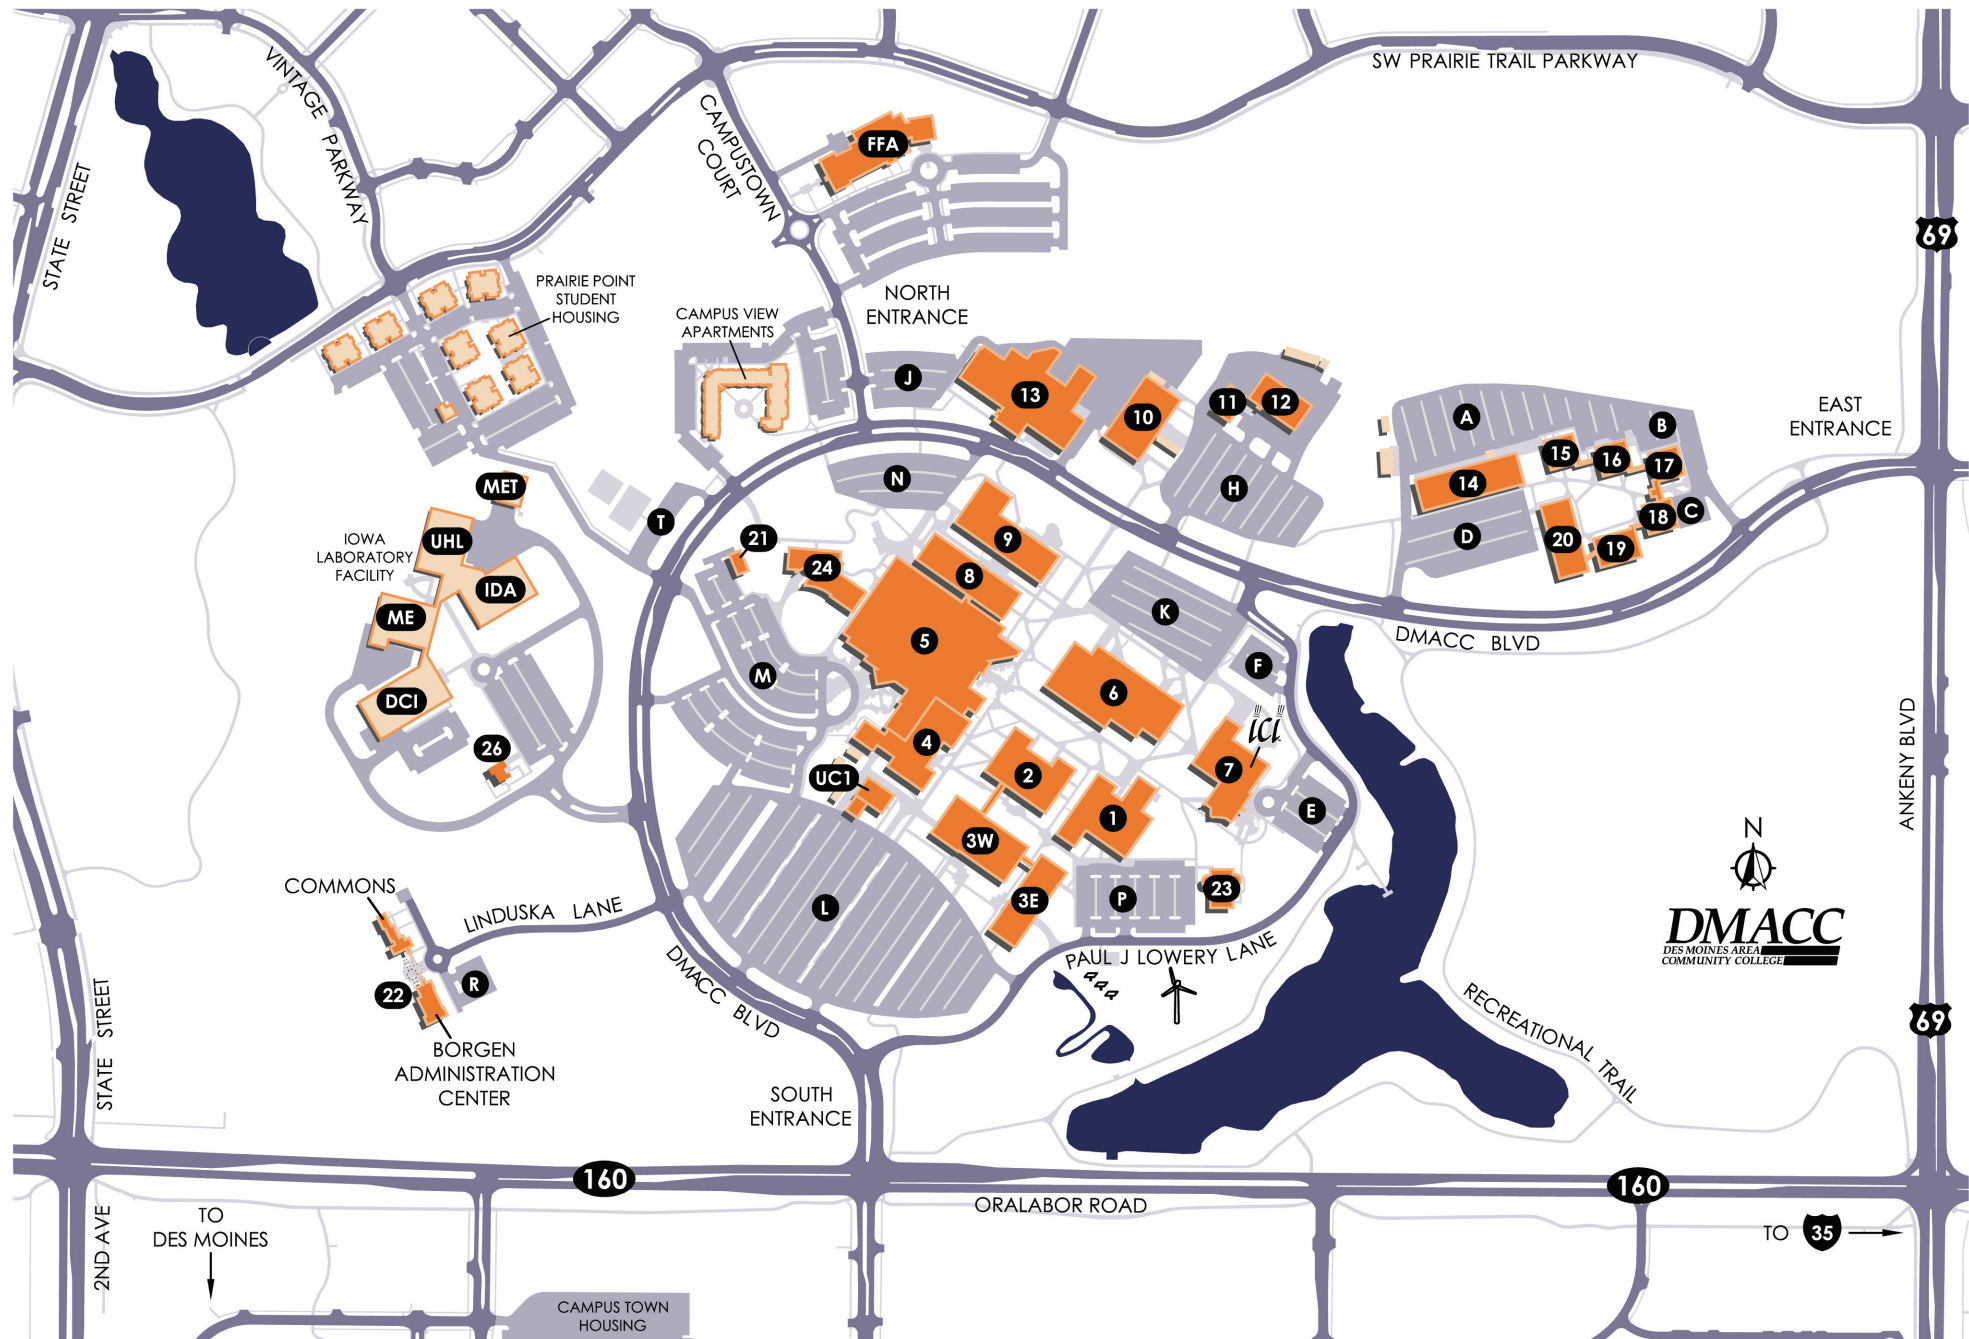 SW PRAIRIE TRAIL PARKWAY
VINTAGE PARKWAY
CAMPUSTOWN
COURT
FFA
STATE STREET
69
PRAIRIE POINT
STUDENT
HOUSING
NORTH
ENTRANCE
CAMPUS VIEW
APARTMENTS
J
13
10
11
12
A
B
EAST
ENTRANCE
15
16
17
14
C
18
D
20
19
MET
N
H
T
UHL
IOWA
LABORATORY
FACILITY
IDA
ME
DCI
26
21
24
9
8
5
K
DMACC BLVD
F
M
6
ICI
4
2
7
UC1
E
1
3W
ANKENY BLVD
N
COMMONS
LINDUSKA LANE
L
3E
P
23
DMACC
DES MOINES AREA
COMMUNITY COLLEGE
PAUL J LOWERY LANE
22
R
DMACC BLVD
RECREATIONAL TRAIL
69
STATE STREET
BORGEN
ADMINISTRATION
CENTER
SOUTH
ENTRANCE
160
160
ORALABOR ROAD
2ND AVE
TO
DES MOINES
TO 35
CAMPUS TOWN
HOUSING